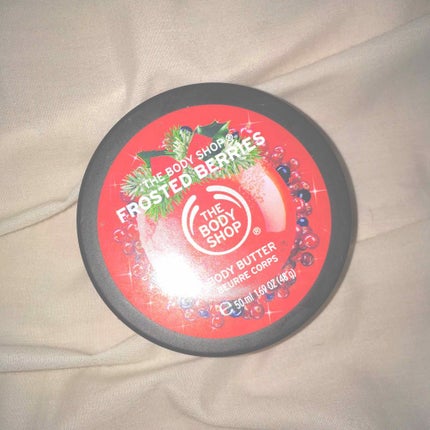 THE BODY SHOP®
FROSTED BERRIES
THE
BODY
SHOP
®
BODY BUTTER
BEURRE CORPS
℮ 50 ml 1.69 OZ (48 g)